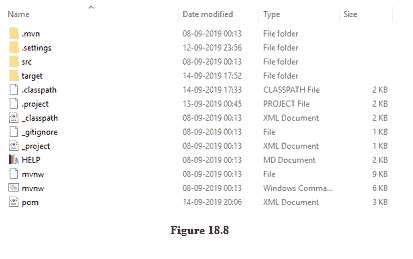 Name Date modified Type Size
.mvn 08-09-2019 00:13 File folder
.settings 12-09-2019 23:56 File folder
src 08-09-2019 00:13 File folder
target 14-09-2019 17:52 File folder
.classpath 14-09-2019 17:33 CLASSPATH File 2 KB
.project 13-09-2019 00:45 PROJECT File 2 KB
_classpath 08-09-2019 00:13 XML Document 2 KB
_gitignore 08-09-2019 00:13 File 1 KB
_project 08-09-2019 00:13 XML Document 1 KB
HELP 08-09-2019 00:13 MD Document 2 KB
mvnw 08-09-2019 00:13 File 9 KB
mvnw 08-09-2019 00:13 Windows Comma... 6 KB
pom 14-09-2019 20:06 XML Document 3 KB
Figure 18.8